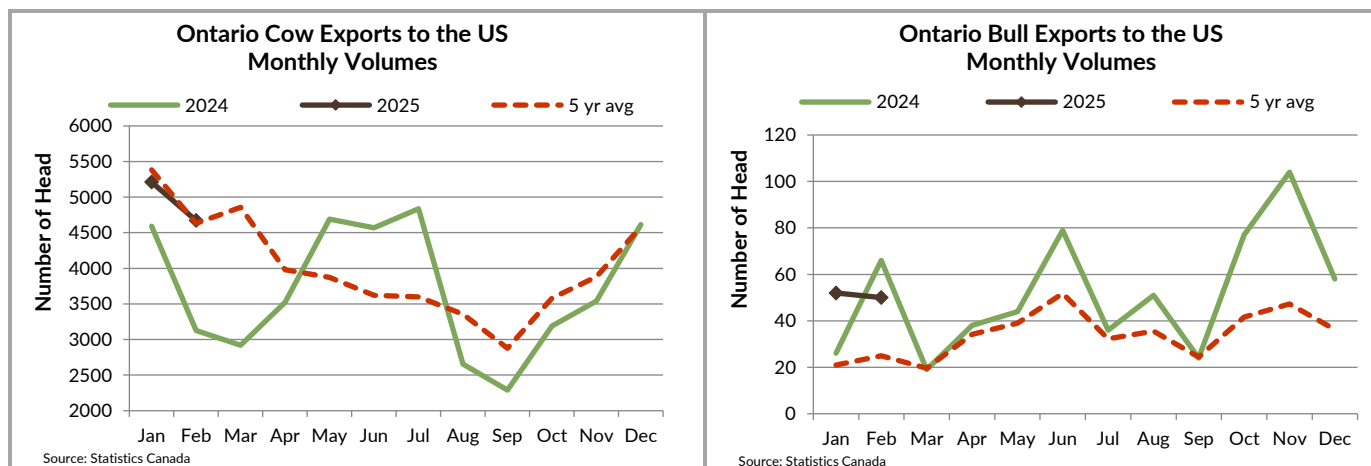 Ontario Cow Exports to the US
Monthly Volumes
2024 2025 5 yr avg
Number of Head
6000
5500
5000
4500
4000
3500
3000
2500
2000
Jan Feb Mar Apr May Jun Jul Aug Sep Oct Nov Dec
Source: Statistics Canada
Ontario Bull Exports to the US
Monthly Volumes
2024 2025 5 yr avg
Number of Head
120
100
80
60
40
20
0
Jan Feb Mar Apr May Jun Jul Aug Sep Oct Nov Dec
Source: Statistics Canada